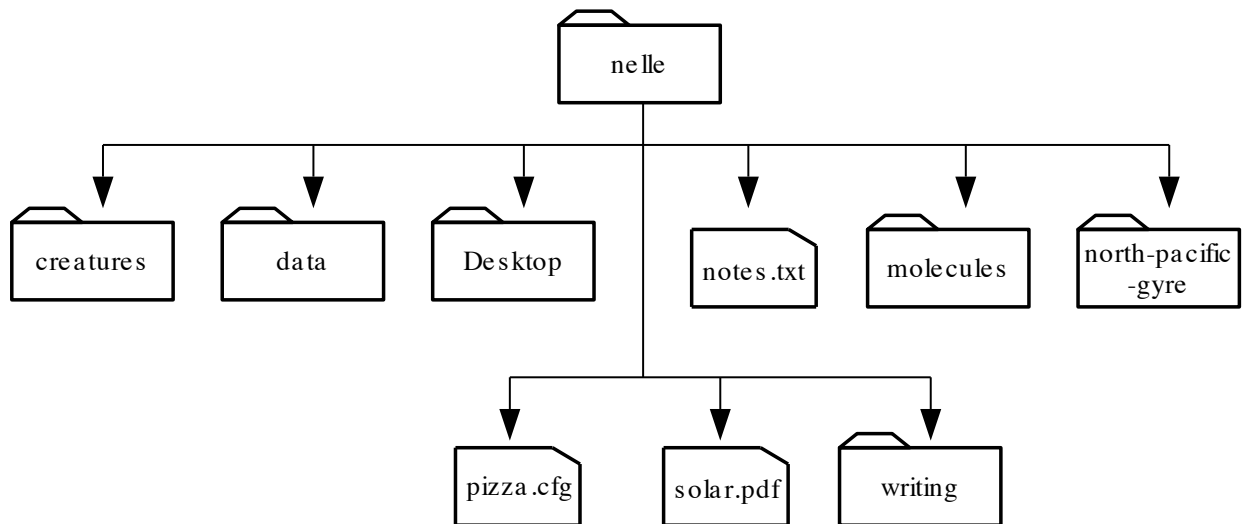 nelle
creatures
data
Desktop
notes.txt
molecules
north-pacific
-gyre
pizza.cfg
solar.pdf
writing